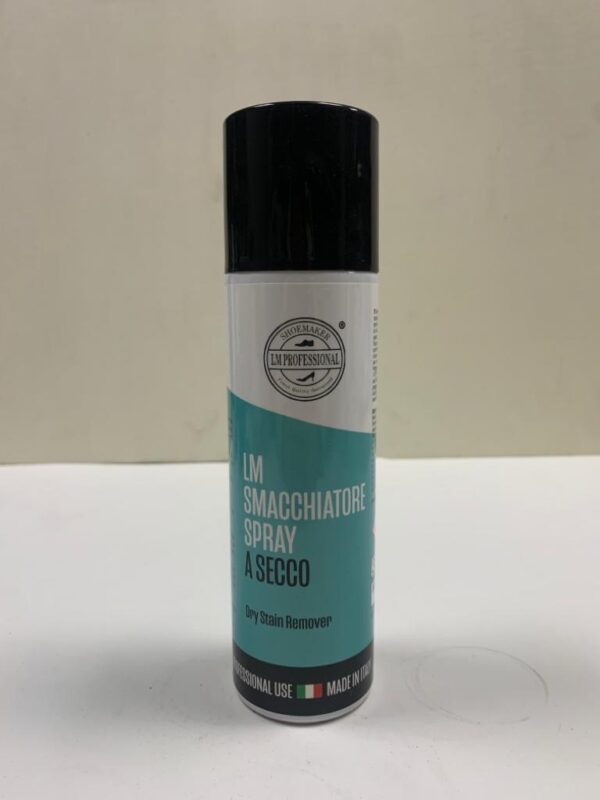 SHOEMAKER
®
LM PROFESSIONAL
LM
SMACCHIATORE
SPRAY
A SECCO
Dry Stain Remover
MADE IN ITALY